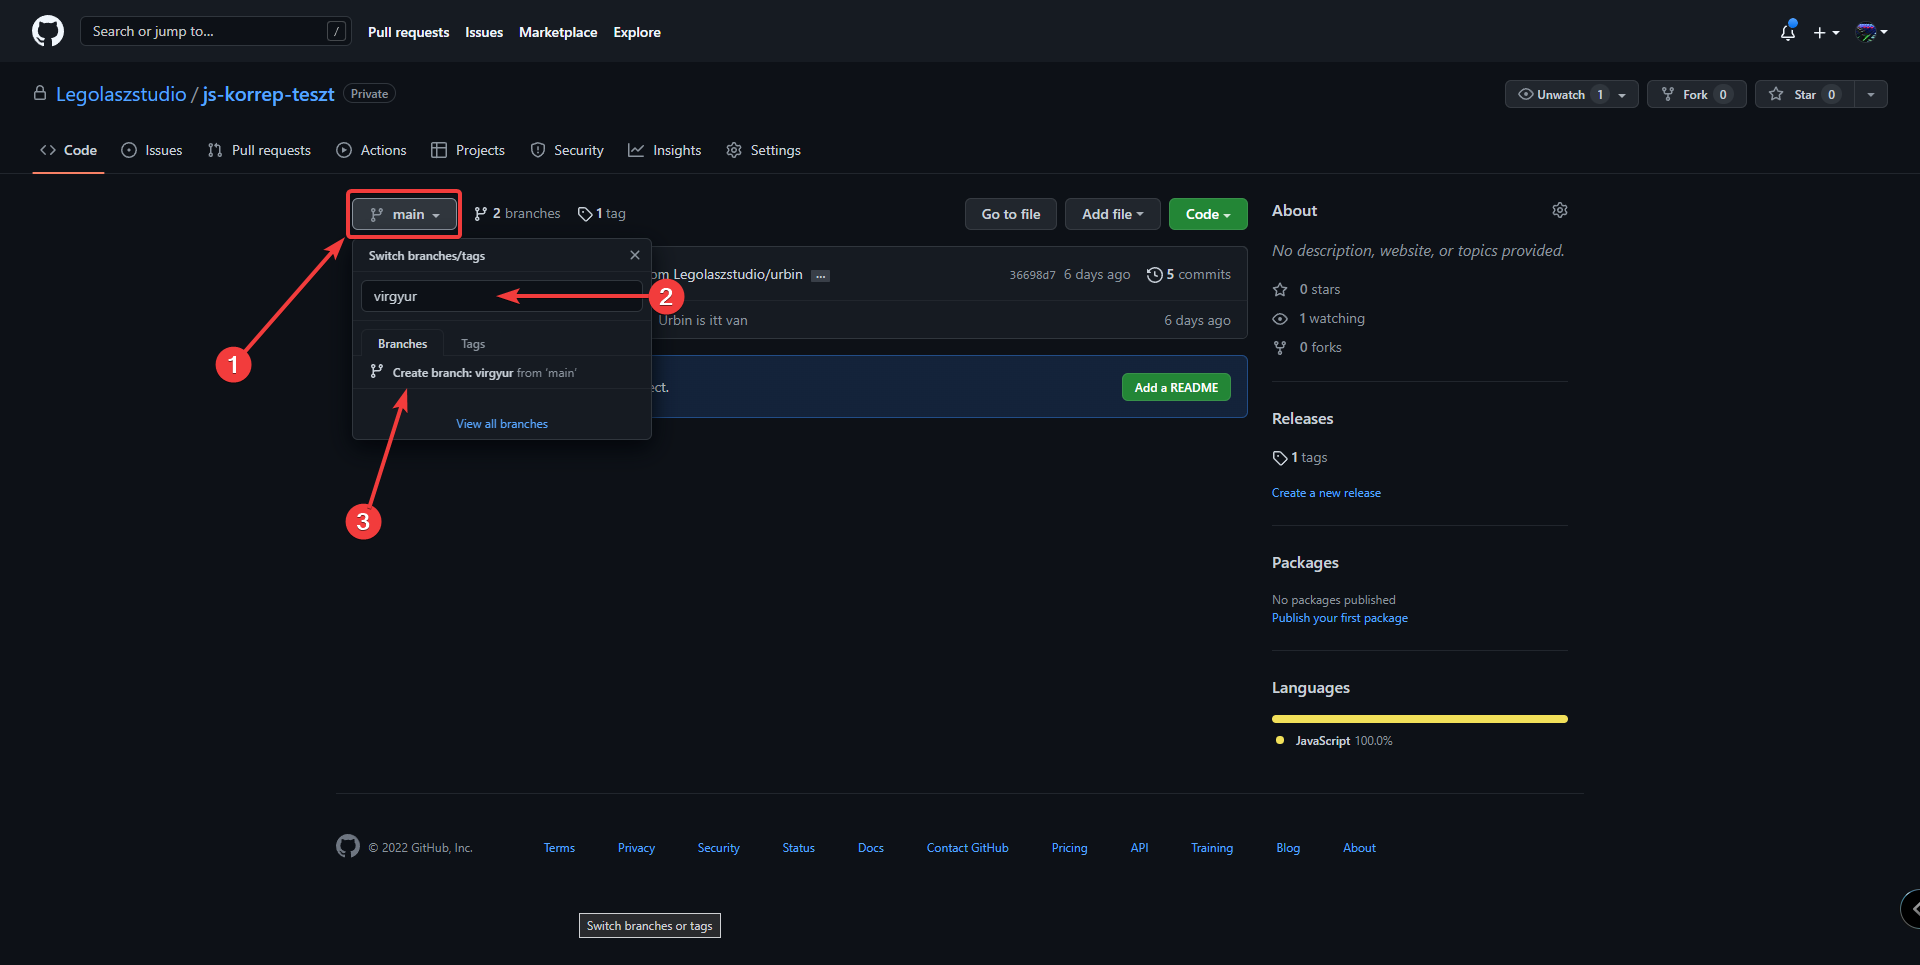 Search or jump to... /
Pull requests Issues Marketplace Explore
Legolaszstudio / js-korrep-teszt Private
Unwatch 1 Fork 0 Star 0
Code Issues Pull requests Actions Projects Security Insights Settings
main 2 branches 1 tag
Go to file Add file Code
Switch branches/tags
om Legolaszstudio/urbin ... 36698d7 6 days ago 5 commits
virgyur
2
Urbin is itt van 6 days ago
Branches Tags
1
Create branch: virgyur from 'main'
ect. Add a README
View all branches
3
About
No description, website, or topics provided.
0 stars
1 watching
0 forks
Releases
1 tags
Create a new release
Packages
No packages published
Publish your first package
Languages
JavaScript 100.0%
© 2022 GitHub, Inc. Terms Privacy Security Status Docs Contact GitHub Pricing API Training Blog About
Switch branches or tags